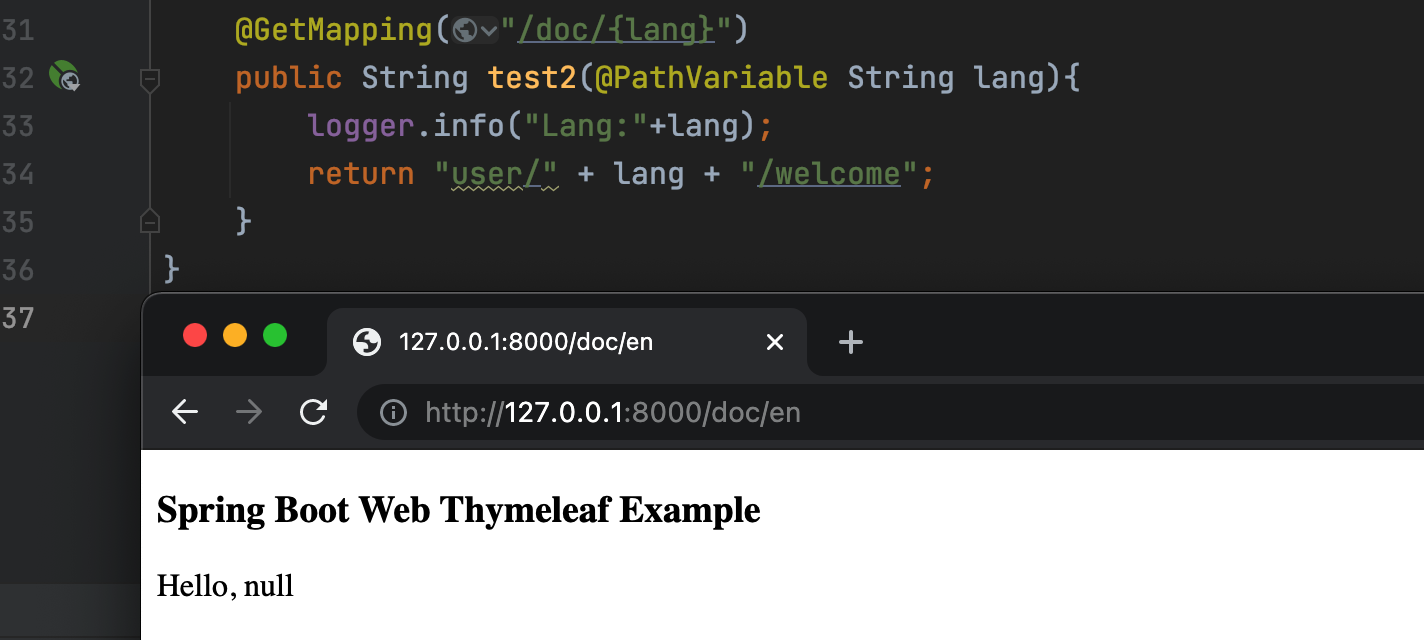 31 @GetMapping("/doc/{lang}")
32 public String test2(@PathVariable String lang){
33 logger.info("Lang:"+lang);
34 return "user/" + lang + "/welcome";
35 }
36 }
37
127.0.0.1:8000/doc/en
http://127.0.0.1:8000/doc/en
Spring Boot Web Thymeleaf Example
Hello, null